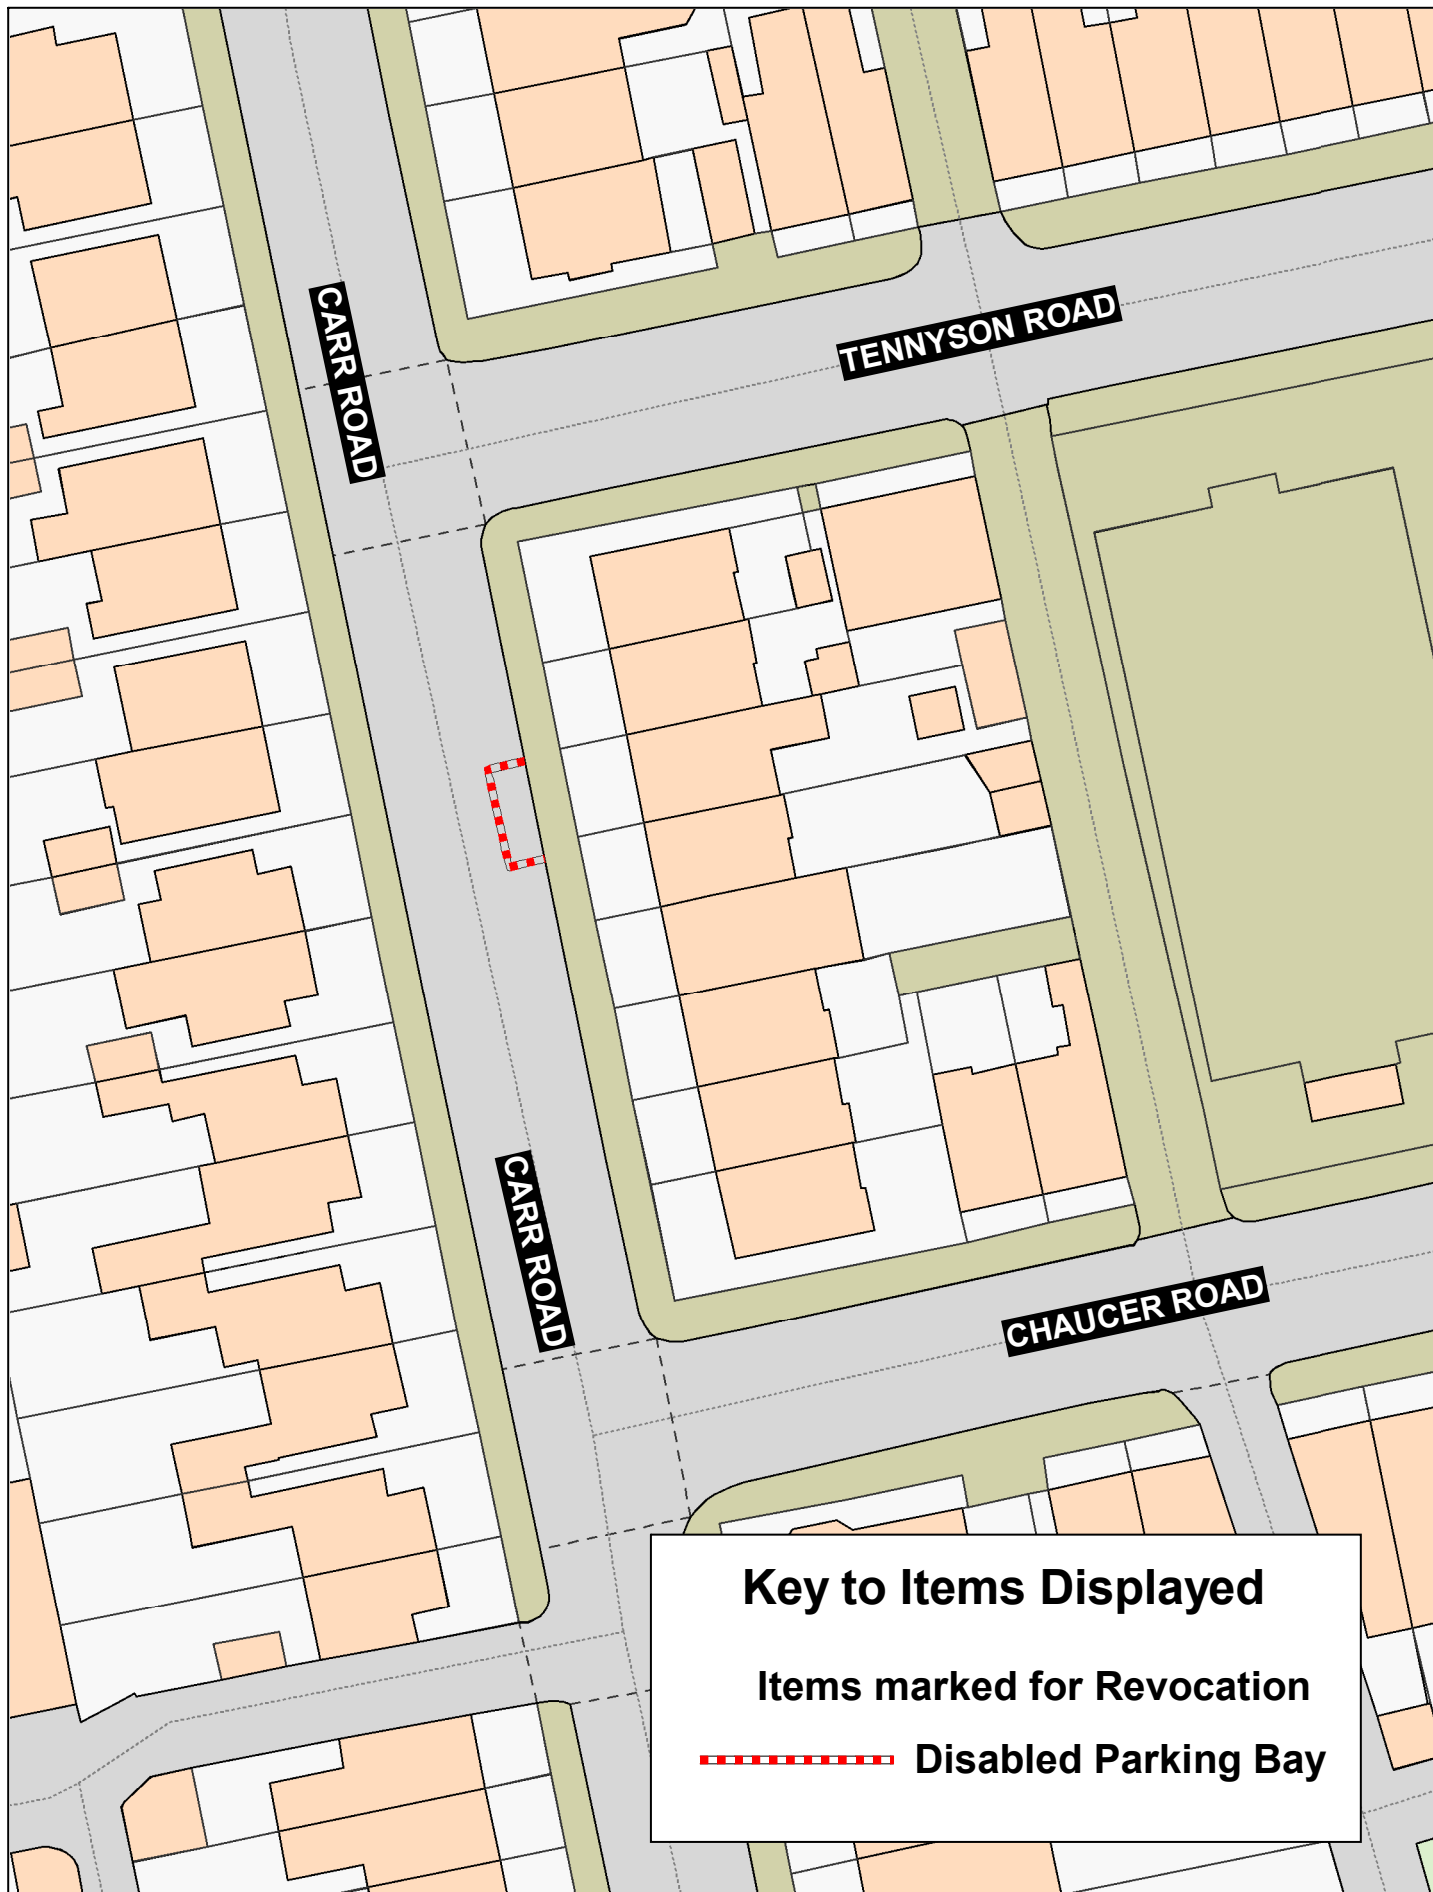 CARR ROAD
TENNYSON ROAD
CARR ROAD
CHAUCER ROAD
Key to Items Displayed
Items marked for Revocation
Disabled Parking Bay